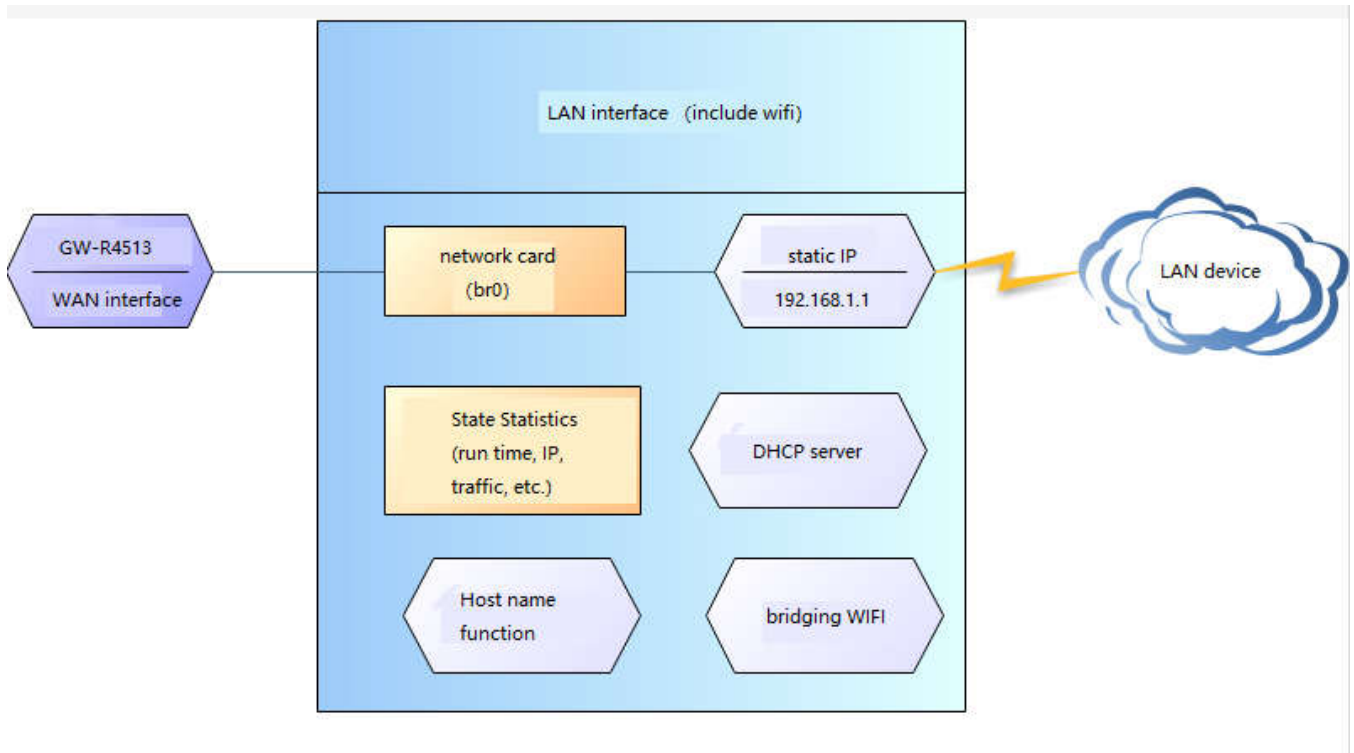 LAN interface (include wifi)
GW-R4513
WAN interface
network card
(br0)
static IP
192.168.1.1
LAN device
State Statistics
(run time, IP,
traffic, etc.)
DHCP server
Host name
function
bridging WIFI